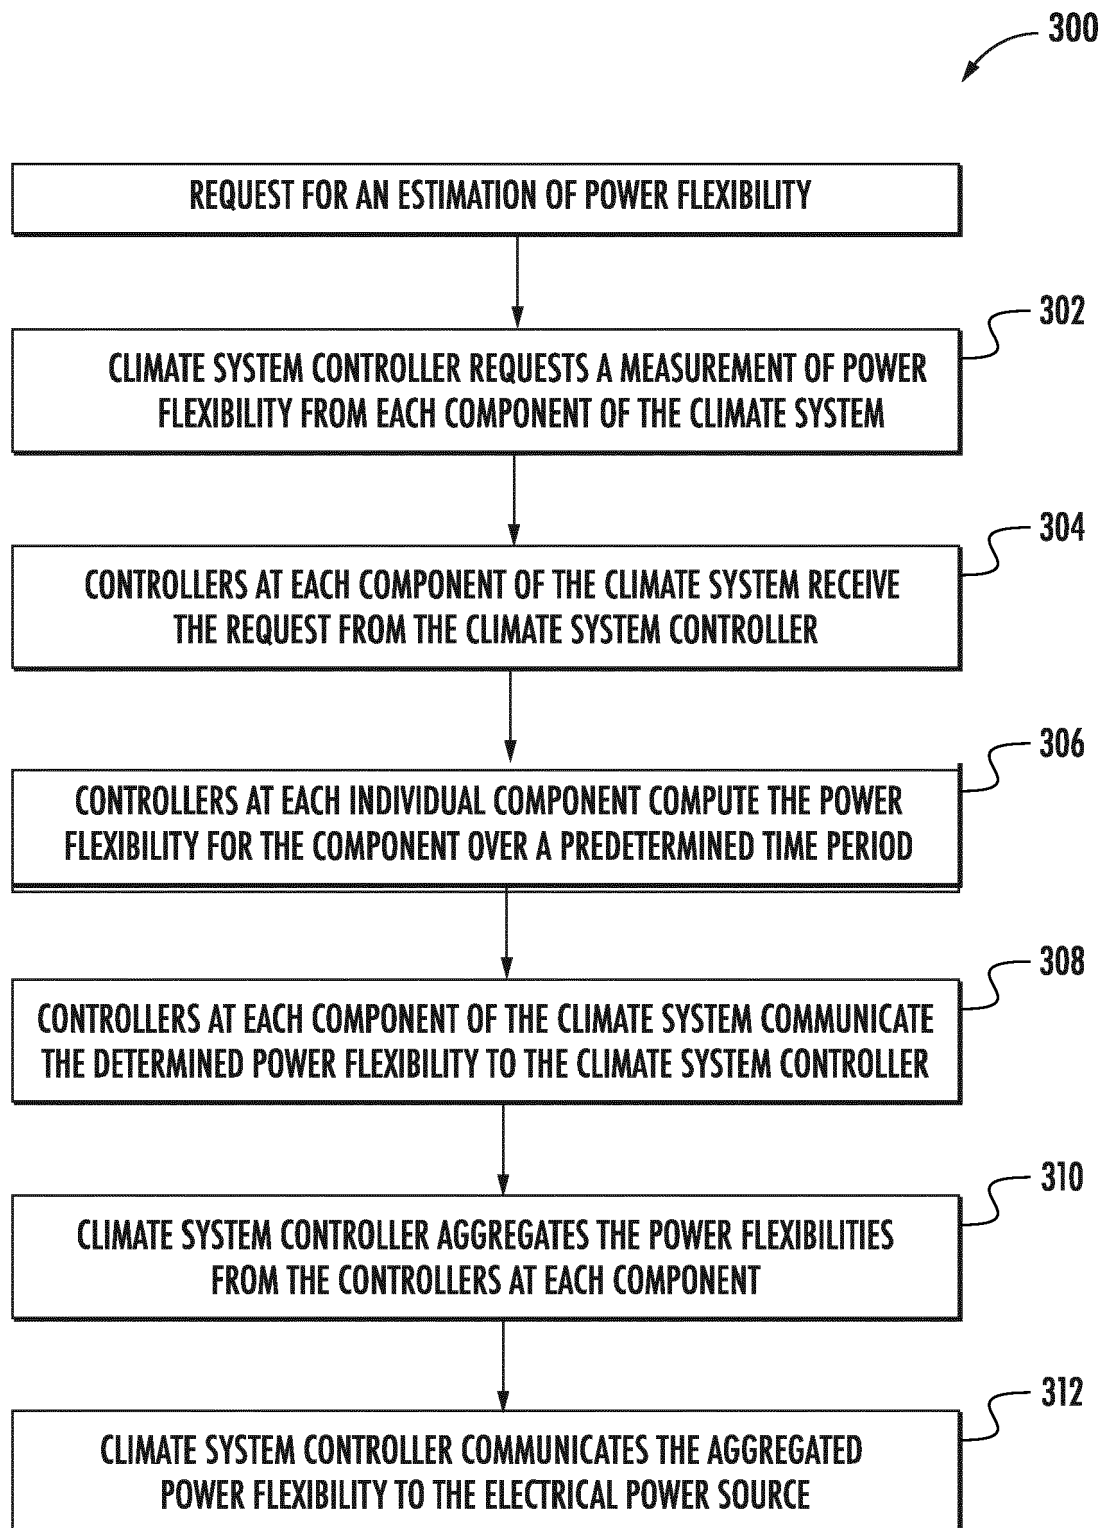 300
REQUEST FOR AN ESTIMATION OF POWER FLEXIBILITY
302
CLIMATE SYSTEM CONTROLLER REQUESTS A MEASUREMENT OF POWER
FLEXIBILITY FROM EACH COMPONENT OF THE CLIMATE SYSTEM
304
CONTROLLERS AT EACH COMPONENT OF THE CLIMATE SYSTEM RECEIVE
THE REQUEST FROM THE CLIMATE SYSTEM CONTROLLER
306
CONTROLLERS AT EACH INDIVIDUAL COMPONENT COMPUTE THE POWER
FLEXIBILITY FOR THE COMPONENT OVER A PREDETERMINED TIME PERIOD
308
CONTROLLERS AT EACH COMPONENT OF THE CLIMATE SYSTEM COMMUNICATE
THE DETERMINED POWER FLEXIBILITY TO THE CLIMATE SYSTEM CONTROLLER
310
CLIMATE SYSTEM CONTROLLER AGGREGATES THE POWER FLEXIBILITIES
FROM THE CONTROLLERS AT EACH COMPONENT
312
CLIMATE SYSTEM CONTROLLER COMMUNICATES THE AGGREGATED
POWER FLEXIBILITY TO THE ELECTRICAL POWER SOURCE